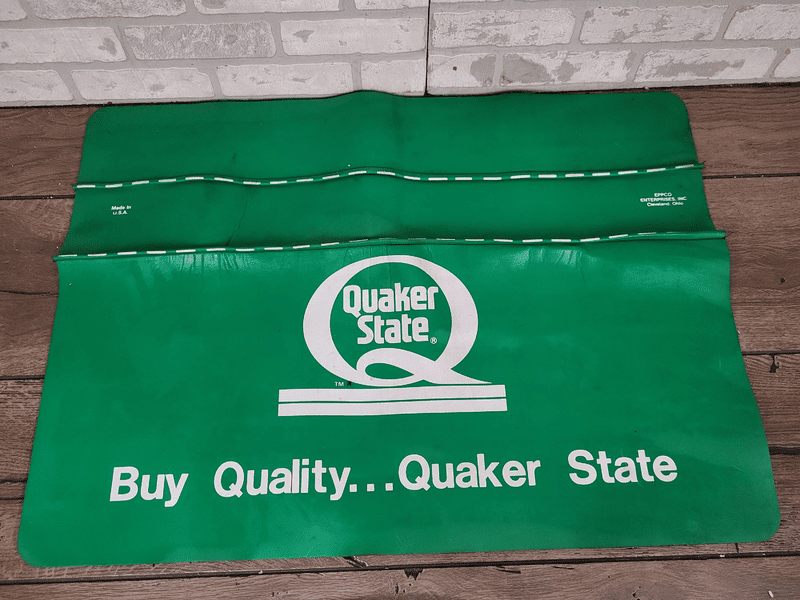 Made in
U.S.A.
EPPCO
ENTERPRISES, INC
Cleveland, Ohio
Quaker
State®
TM
Buy Quality...Quaker State